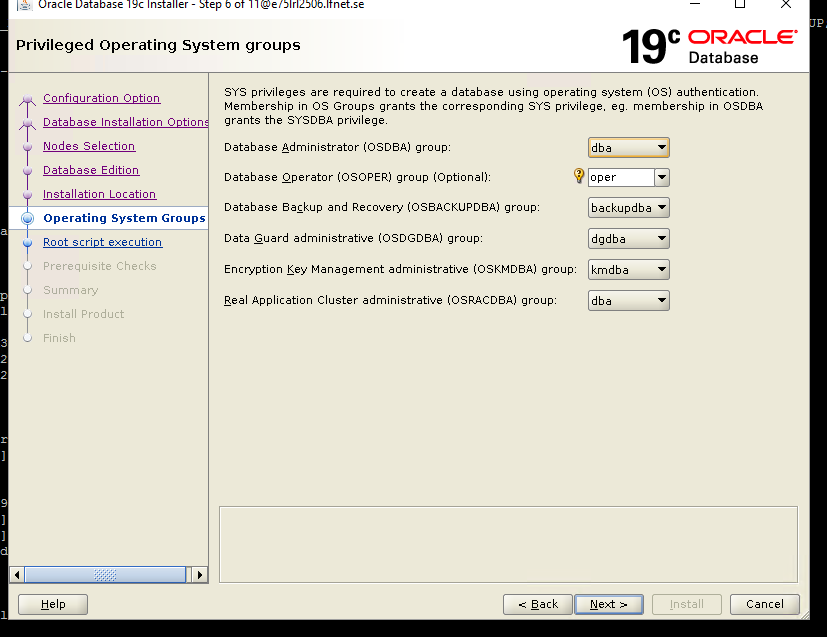 Oracle Database 19c Installer - Step 6 of 11@e75lrl2506.lfnet.se
Privileged Operating System groups
19c ORACLE
Database
Configuration Option
Database Installation Options
Nodes Selection
Database Edition
Installation Location
Operating System Groups
Root script execution
Prerequisite Checks
Summary
Install Product
Finish
SYS privileges are required to create a database using operating system (OS) authentication.
Membership in OS Groups grants the corresponding SYS privilege, eg. membership in OSDBA
grants the SYSDBA privilege.
Database Administrator (OSDBA) group: dba
Database Operator (OSOPER) group (Optional): oper
Database Backup and Recovery (OSBACKUPDBA) group: backupdba
Data Guard administrative (OSDGDBA) group: dgdba
Encryption Key Management administrative (OSKMDBA) group: kmdba
Real Application Cluster administrative (OSRACDBA) group: dba
Help
< Back
Next >
Install
Cancel